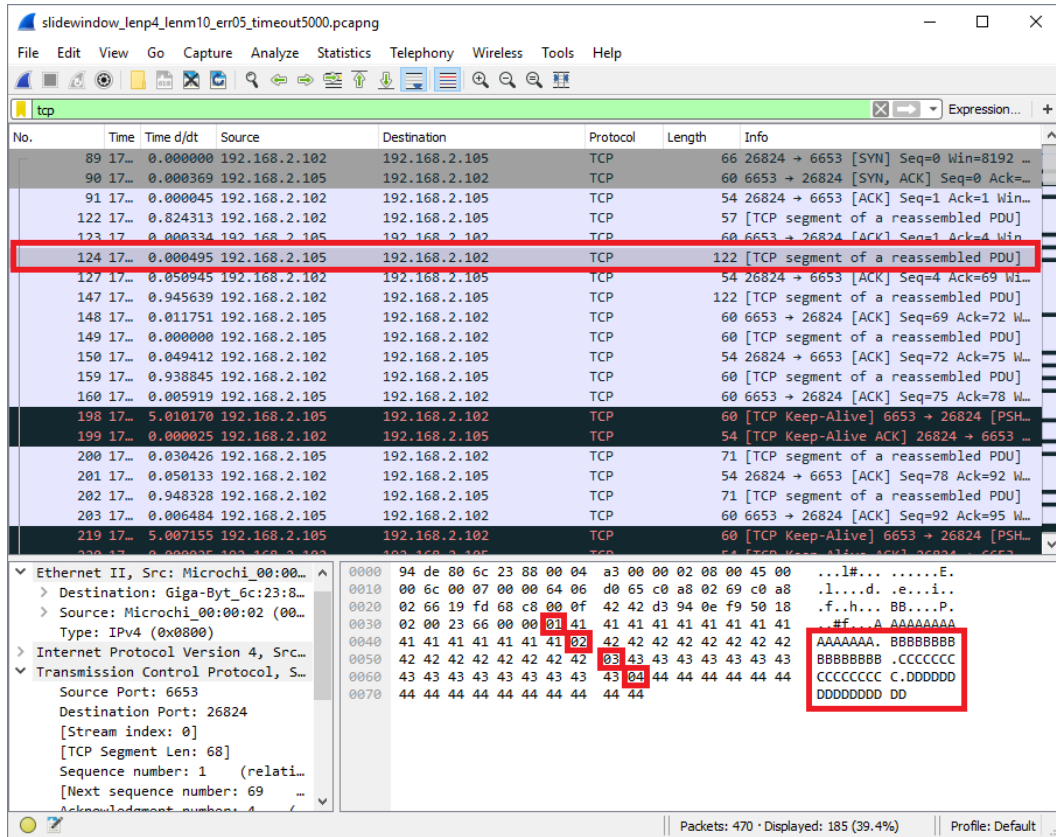 slidewindow_lenp4_lenm10_err05_timeout5000.pcapng
File Edit View Go Capture Analyze Statistics Telephony Wireless Tools Help
tcp Expression... +
No. Time Time d/dt Source Destination Protocol Length Info
89 17… 0.000000 192.168.2.102 192.168.2.105 TCP 66 26824 → 6653 [SYN] Seq=0 Win=8192 …
90 17… 0.000369 192.168.2.105 192.168.2.102 TCP 60 6653 → 26824 [SYN, ACK] Seq=0 Ack=…
91 17… 0.000045 192.168.2.102 192.168.2.105 TCP 54 26824 → 6653 [ACK] Seq=1 Ack=1 Win…
122 17… 0.824313 192.168.2.102 192.168.2.105 TCP 57 [TCP segment of a reassembled PDU]
123 17… 0.000334 192.168.2.105 192.168.2.102 TCP 60 6653 → 26824 [ACK] Seq=1 Ack=4 Win…
124 17… 0.000495 192.168.2.105 192.168.2.102 TCP 122 [TCP segment of a reassembled PDU]
127 17… 0.050945 192.168.2.102 192.168.2.105 TCP 54 26824 → 6653 [ACK] Seq=4 Ack=69 Wi…
147 17… 0.945639 192.168.2.102 192.168.2.105 TCP 122 [TCP segment of a reassembled PDU]
148 17… 0.011751 192.168.2.105 192.168.2.102 TCP 60 6653 → 26824 [ACK] Seq=69 Ack=72 W…
149 17… 0.000000 192.168.2.105 192.168.2.102 TCP 60 [TCP segment of a reassembled PDU]
150 17… 0.049412 192.168.2.102 192.168.2.105 TCP 54 26824 → 6653 [ACK] Seq=72 Ack=75 W…
159 17… 0.938845 192.168.2.102 192.168.2.105 TCP 60 [TCP segment of a reassembled PDU]
160 17… 0.005919 192.168.2.105 192.168.2.102 TCP 60 6653 → 26824 [ACK] Seq=75 Ack=78 W…
198 17… 5.010170 192.168.2.105 192.168.2.102 TCP 60 [TCP Keep-Alive] 6653 → 26824 [PSH…
199 17… 0.000025 192.168.2.102 192.168.2.105 TCP 54 [TCP Keep-Alive ACK] 26824 → 6653 …
200 17… 0.030426 192.168.2.105 192.168.2.102 TCP 71 [TCP segment of a reassembled PDU]
201 17… 0.050133 192.168.2.102 192.168.2.105 TCP 54 26824 → 6653 [ACK] Seq=78 Ack=92 W…
202 17… 0.948328 192.168.2.102 192.168.2.105 TCP 71 [TCP segment of a reassembled PDU]
203 17… 0.006484 192.168.2.105 192.168.2.102 TCP 60 6653 → 26824 [ACK] Seq=92 Ack=95 W…
219 17… 5.007155 192.168.2.105 192.168.2.102 TCP 60 [TCP Keep-Alive] 6653 → 26824 [PSH…
Ethernet II, Src: Microchi_00:00…
Destination: Giga-Byt_6c:23:8…
Source: Microchi_00:00:02 (00…
Type: IPv4 (0x0800)
Internet Protocol Version 4, Src…
Transmission Control Protocol, S…
Source Port: 6653
Destination Port: 26824
[Stream index: 0]
[TCP Segment Len: 68]
Sequence number: 1 (relati…
[Next sequence number: 69 …
Acknowledgment number: 4 (
0000 94 de 80 6c 23 88 00 04 a3 00 00 02 08 00 45 00 ...l#... ......E.
0010 00 6c 00 07 00 00 64 06 d0 65 c0 a8 02 69 c0 a8 .l....d. .e...i..
0020 02 66 19 fd 68 c8 00 0f 42 42 d3 94 0e f9 50 18 .f..h... BB....P.
0030 02 00 23 66 00 00 01 41 41 41 41 41 41 41 41 41 ..#f...A AAAAAAAA
0040 41 41 41 41 41 41 41 02 42 42 42 42 42 42 42 42 AAAAAAA. BBBBBBBB
0050 42 42 42 42 42 42 42 42 03 43 43 43 43 43 43 43 BBBBBBBB .CCCCCCC
0060 43 43 43 43 43 43 43 43 43 04 44 44 44 44 44 44 CCCCCCCC C.DDDDDD
0070 44 44 44 44 44 44 44 44 44 44 DDDDDDDD DD
Packets: 470 · Displayed: 185 (39.4%) Profile: Default